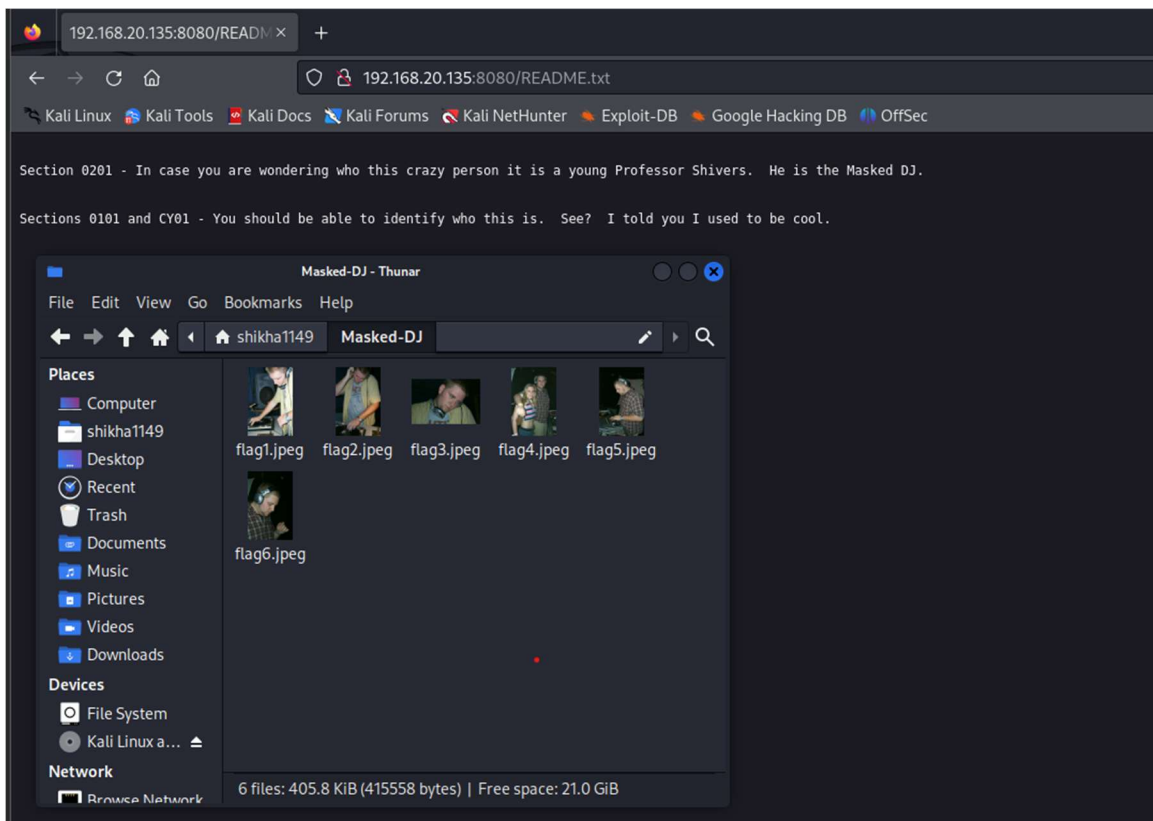 192.168.20.135:8080/READM
192.168.20.135:8080/README.txt
Kali Linux Kali Tools Kali Docs Kali Forums Kali NetHunter Exploit-DB Google Hacking DB OffSec
Section 0201 - In case you are wondering who this crazy person it is a young Professor Shivers.  He is the Masked DJ.
Sections 0101 and CY01 - You should be able to identify who this is.  See?  I told you I used to be cool.
Masked-DJ - Thunar
File Edit View Go Bookmarks Help
shikha1149 Masked-DJ
Places
Computer
shikha1149
Desktop
Recent
Trash
Documents
Music
Pictures
Videos
Downloads
Devices
File System
Kali Linux a...
Network
Browse Network
flag1.jpeg flag2.jpeg flag3.jpeg flag4.jpeg flag5.jpeg
flag6.jpeg
6 files: 405.8 KiB (415558 bytes) | Free space: 21.0 GiB